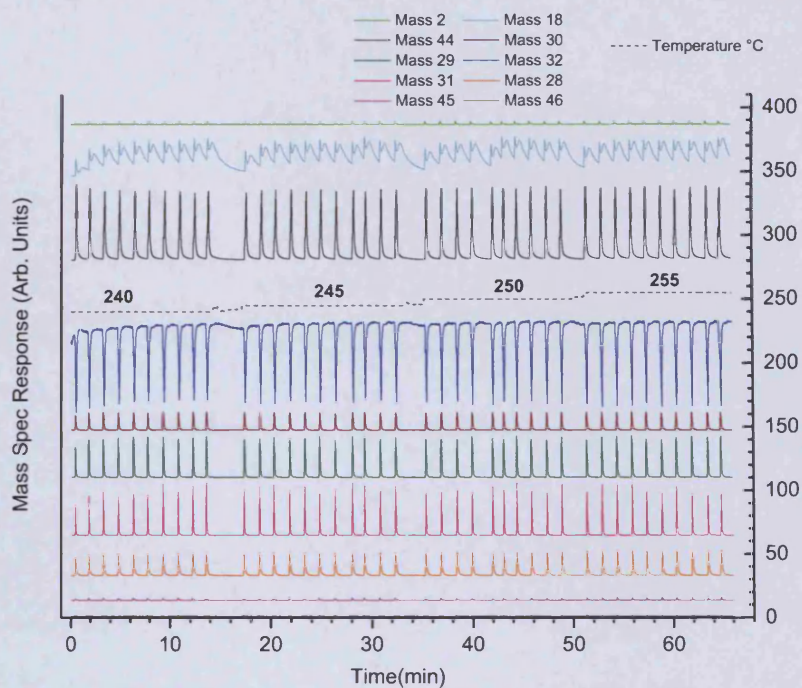 Mass 2 Mass 18
Mass 44 Mass 30
Mass 29 Mass 32
Mass 31 Mass 28
Mass 45 Mass 46
Temperature °C
Mass Spec Response (Arb. Units)
240 245 250 255
400
350
300
250
200
150
100
50
0
0 10 20 30 40 50 60
Time(min)